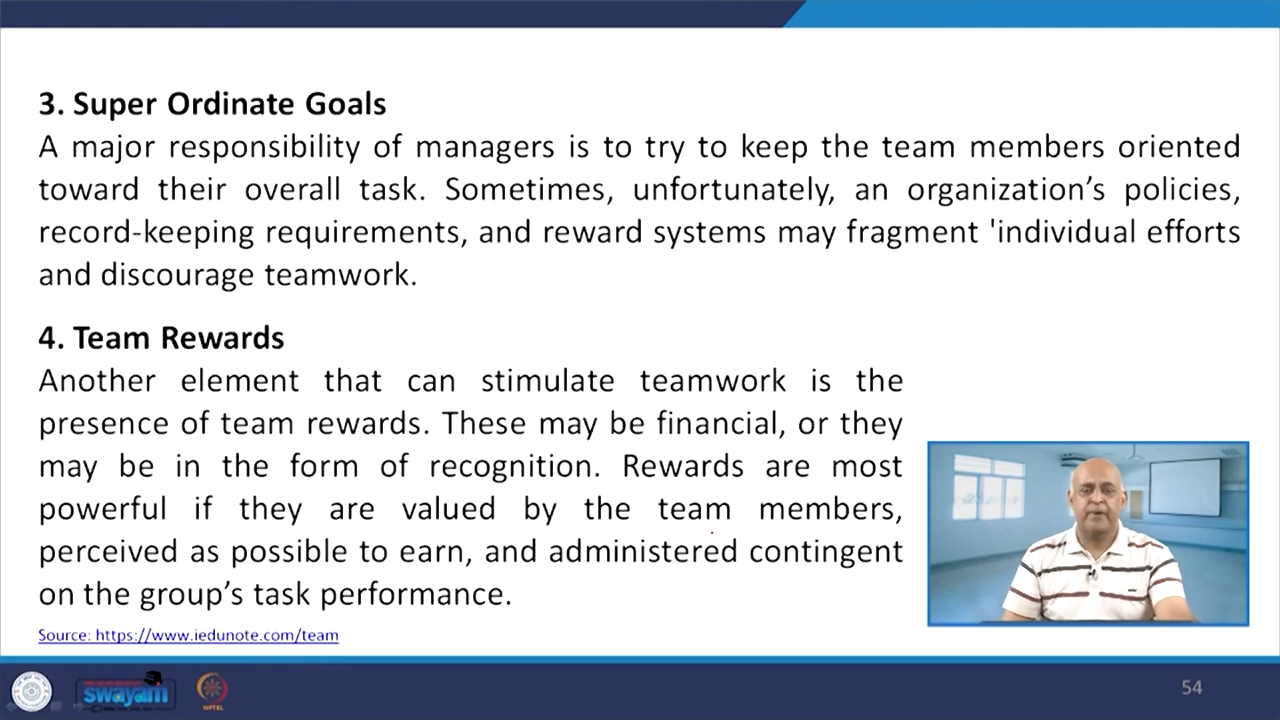 3. Super Ordinate Goals
A major responsibility of managers is to try to keep the team members oriented
toward their overall task. Sometimes, unfortunately, an organization’s policies,
record-keeping requirements, and reward systems may fragment 'individual efforts
and discourage teamwork.
4. Team Rewards
Another element that can stimulate teamwork is the
presence of team rewards. These may be financial, or they
may be in the form of recognition. Rewards are most
powerful if they are valued by the team members,
perceived as possible to earn, and administered contingent
on the group’s task performance.
Source: https://www.iedunote.com/team
swayam
NPTEL
54